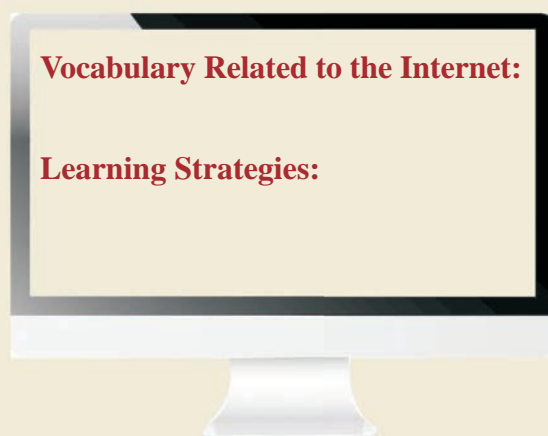 Vocabulary Related to the Internet:
Learning Strategies: